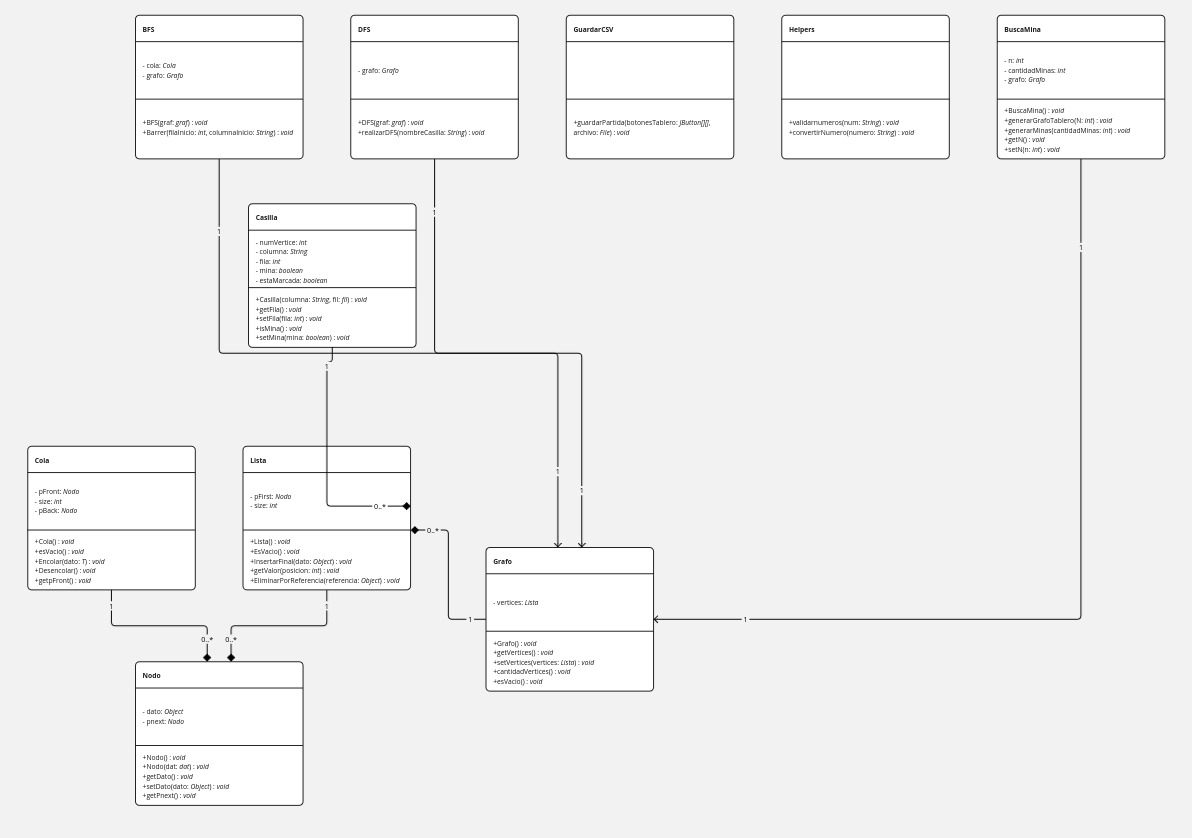 BFS
- cola: Cola
- grafo: Grafo
+BFS(graf: graf) : void
+Barrer(filaInicio: int, columnaInicio: String) : void
DFS
- grafo: Grafo
+DFS(graf: graf) : void
+realizarDFS(nombreCasilla: String) : void
GuardarCSV
+guardarPartida(botonesTablero: JButton[][],
archivo: File) : void
Helpers
+validarnumeros(num: String) : void
+convertirNumero(numero: String) : void
BuscaMina
- n: int
- cantidadMinas: int
- grafo: Grafo
+BuscaMina() : void
+generarGrafoTablero(N: int) : void
+generarMinas(cantidadMinas: int) : void
+getN() : void
+setN(n: int) : void
1
1
1
Casilla
- numVertice: int
- columna: String
- fila: int
- mina: boolean
- estaMarcada: boolean
+Casilla(columna: String, fil: fil) : void
+getFila() : void
+setFila(fila: int) : void
+isMina() : void
+setMina(mina: boolean) : void
1
Cola
- pFront: Nodo
- size: int
- pBack: Nodo
+Cola() : void
+esVacio() : void
+Encolar(dato: T) : void
+Desencolar() : void
+getpFront() : void
Lista
- pFirst: Nodo
- size: int
0..*
+Lista() : void
+EsVacio() : void
+InsertarFinal(dato: Object) : void
+getValor(posicion: int) : void
+EliminarPorReferencia(referencia: Object) : void
0..*
1
1
1
1
1
Grafo
- vertices: Lista
+Grafo() : void
+getVertices() : void
+setVertices(vertices: Lista) : void
+cantidadVertices() : void
+esVacio() : void
1
0..*
0..*
Nodo
- dato: Object
- pnext: Nodo
+Nodo() : void
+Nodo(dat: dat) : void
+getDato() : void
+setDato(dato: Object) : void
+getPnext() : void